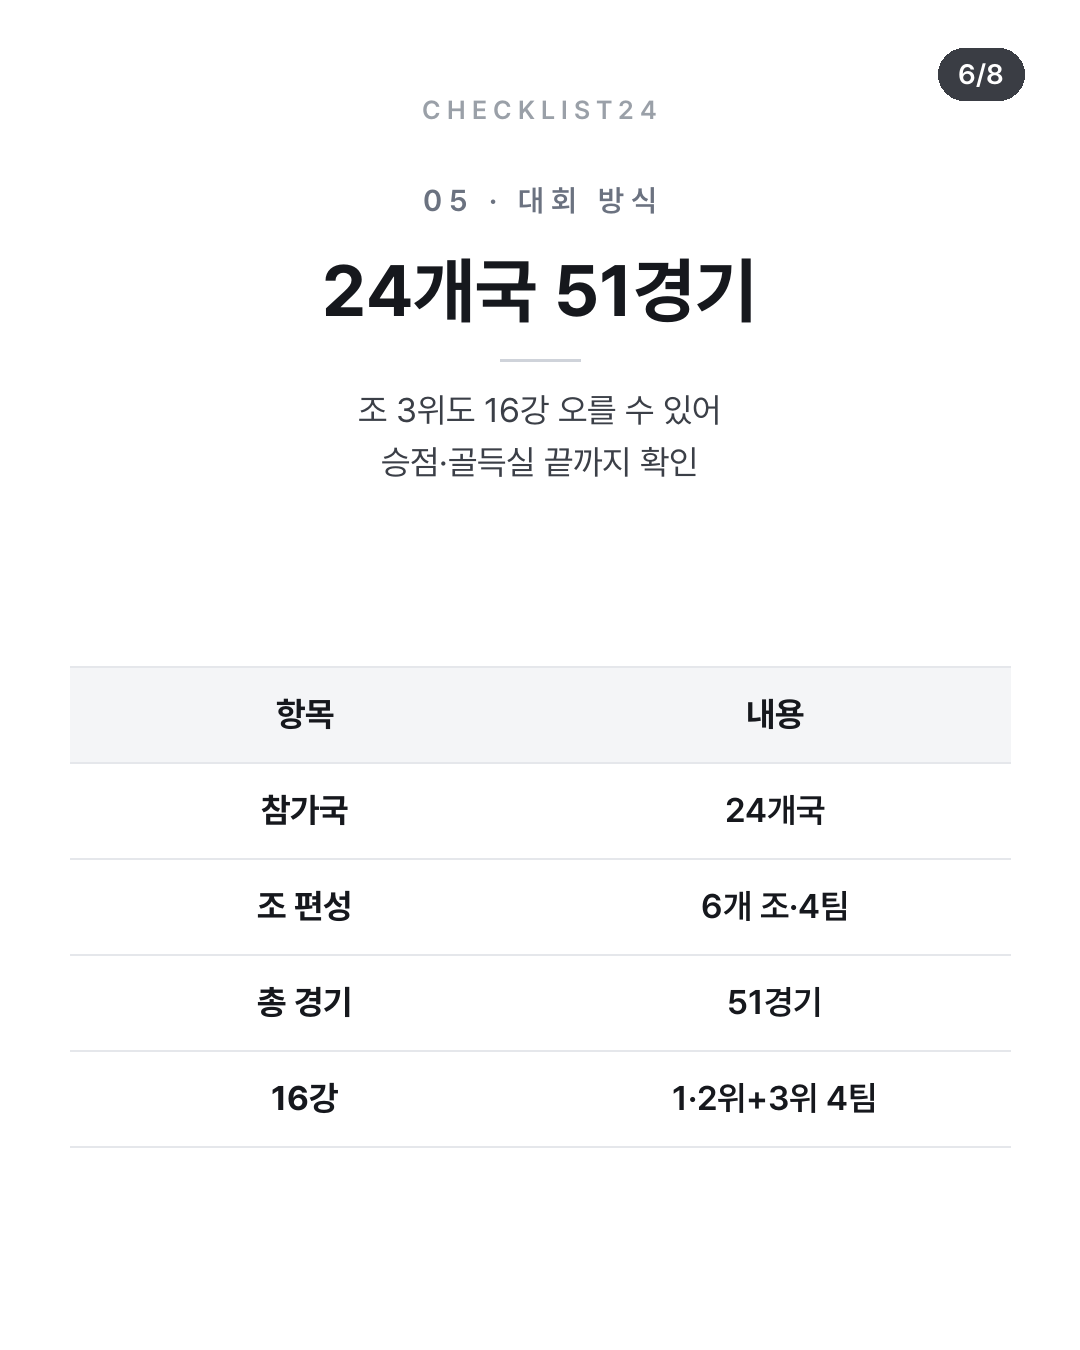 6/8
CHECKLIST24
05 · 대회 방식
24개국 51경기
조 3위도 16강 오를 수 있어
승점·골득실 끝까지 확인
항목 내용
참가국 24개국
조 편성 6개 조·4팀
총 경기 51경기
16강 1·2위+3위 4팀